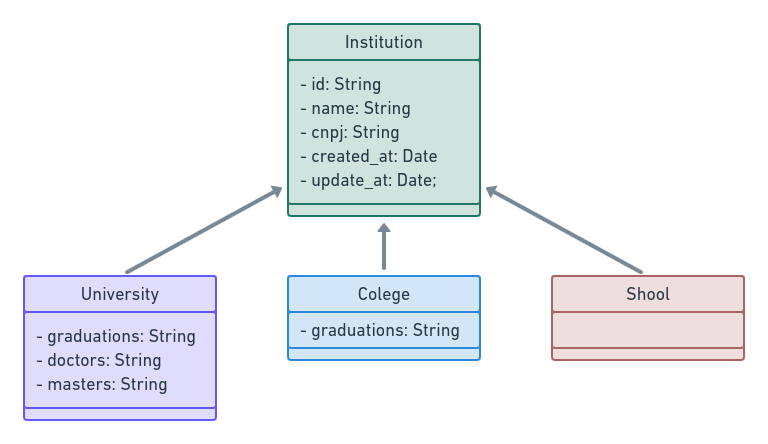 Institution
- id: String
- name: String
- cnpj: String
- created_at: Date
- update_at: Date;
University
- graduations: String
- doctors: String
- masters: String
Colege
- graduations: String
Shool